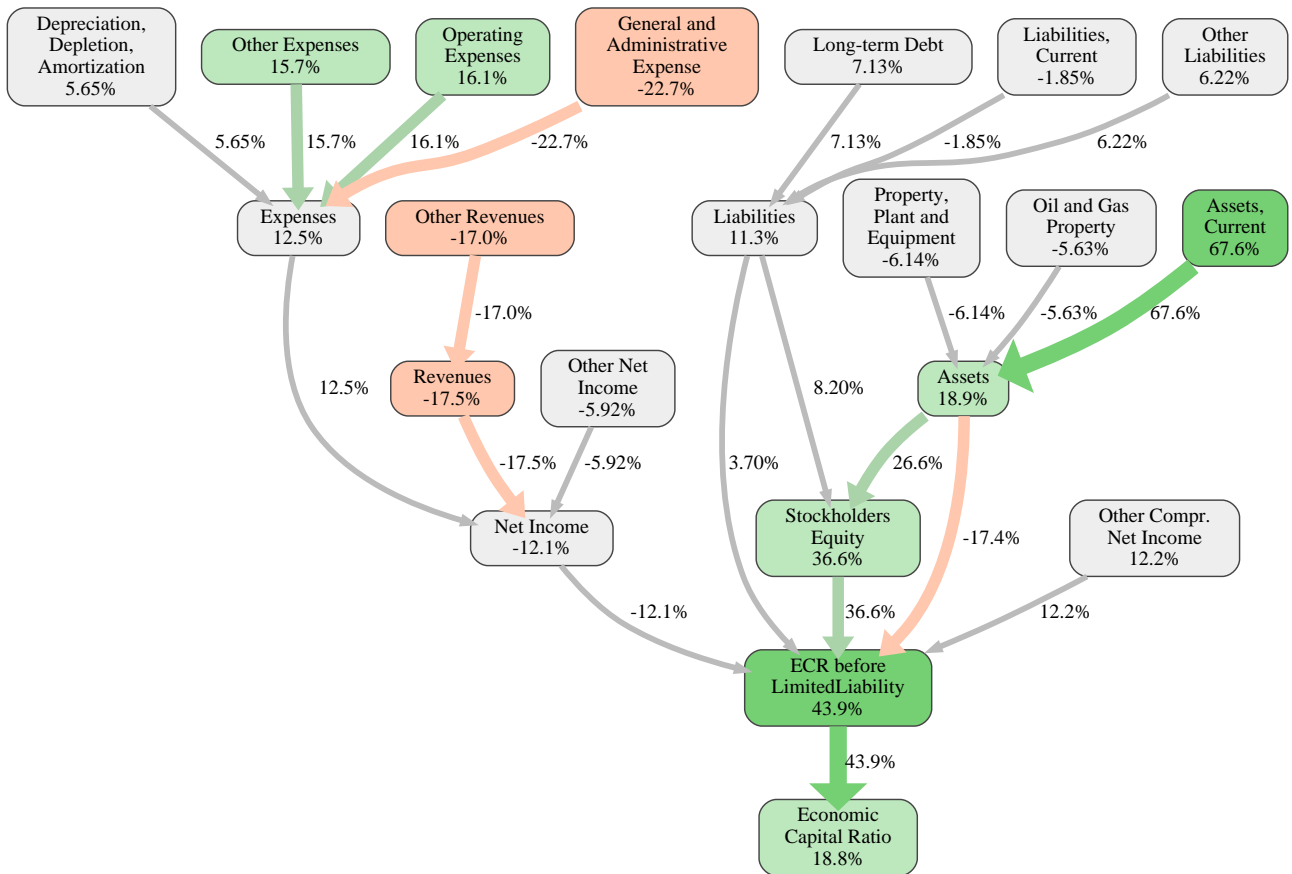 Depreciation,
Depletion,
Amortization
5.65%
Other Expenses
15.7%
Operating
Expenses
16.1%
General and
Administrative
Expense
-22.7%
Long-term Debt
7.13%
Liabilities,
Current
-1.85%
Other
Liabilities
6.22%
5.65%
15.7%
16.1%
-22.7%
7.13%
-1.85%
6.22%
Expenses
12.5%
Other Revenues
-17.0%
Liabilities
11.3%
Property,
Plant and
Equipment
-6.14%
Oil and Gas
Property
-5.63%
Assets,
Current
67.6%
-17.0%
-6.14%
-5.63%
67.6%
12.5%
Revenues
-17.5%
Other Net
Income
-5.92%
8.20%
Assets
18.9%
-17.5%
-5.92%
3.70%
26.6%
Net Income
-12.1%
Stockholders
Equity
36.6%
-17.4%
Other Compr.
Net Income
12.2%
-12.1%
36.6%
12.2%
ECR before
LimitedLiability
43.9%
43.9%
Economic
Capital Ratio
18.8%